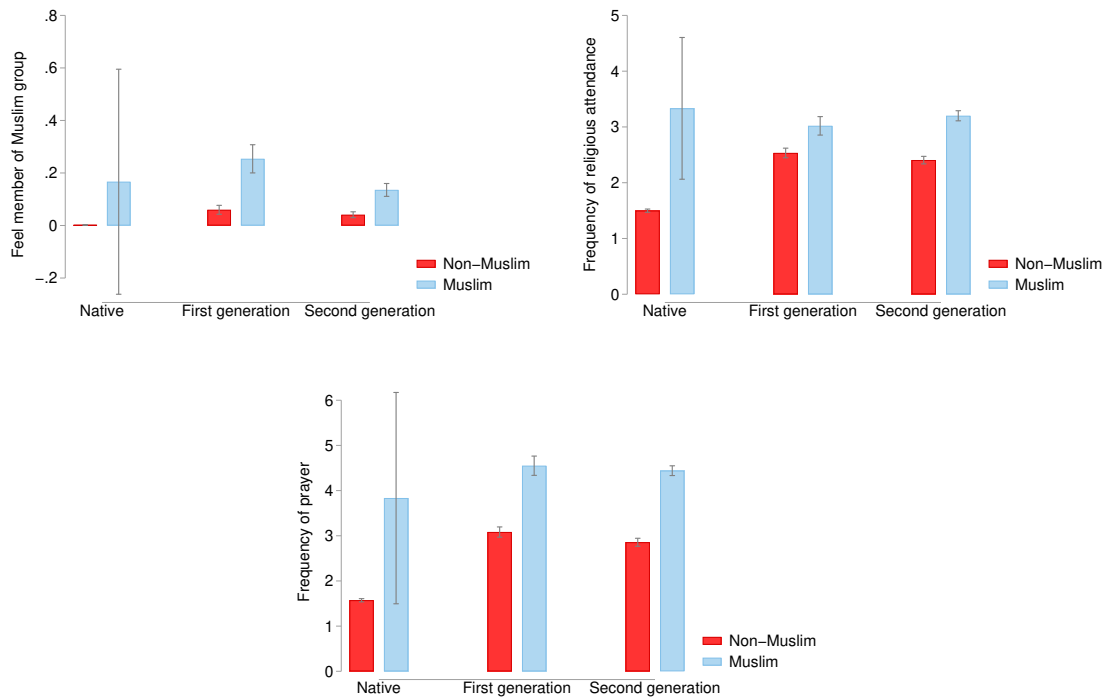 Feel member of Muslim group
.8
.6
.4
.2
0
−.2
Native First generation Second generation
Non−Muslim
Muslim
Frequency of religious attendance
5
4
3
2
1
0
Native First generation Second generation
Non−Muslim
Muslim
Frequency of prayer
6
5
4
3
2
1
0
Native First generation Second generation
Non−Muslim
Muslim